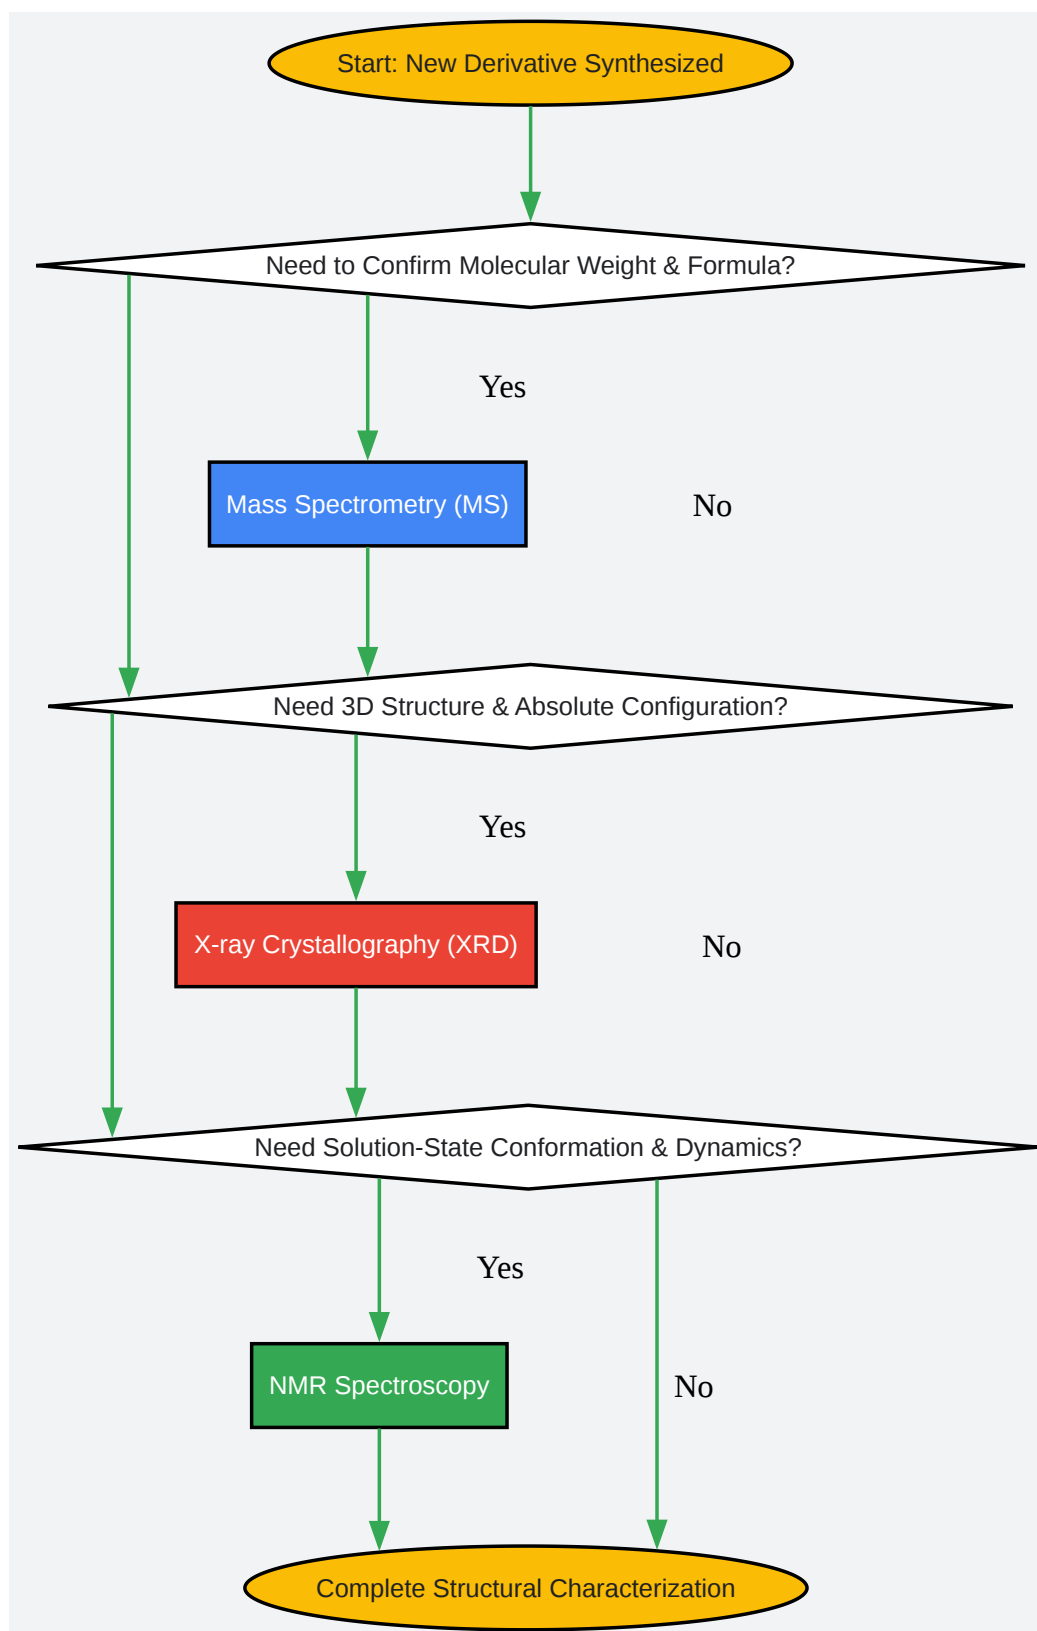 Start: New Derivative Synthesized
Need to Confirm Molecular Weight & Formula?
Yes
Mass Spectrometry (MS)
No
Need 3D Structure & Absolute Configuration?
Yes
X-ray Crystallography (XRD)
No
Need Solution-State Conformation & Dynamics?
Yes
NMR Spectroscopy
No
Complete Structural Characterization